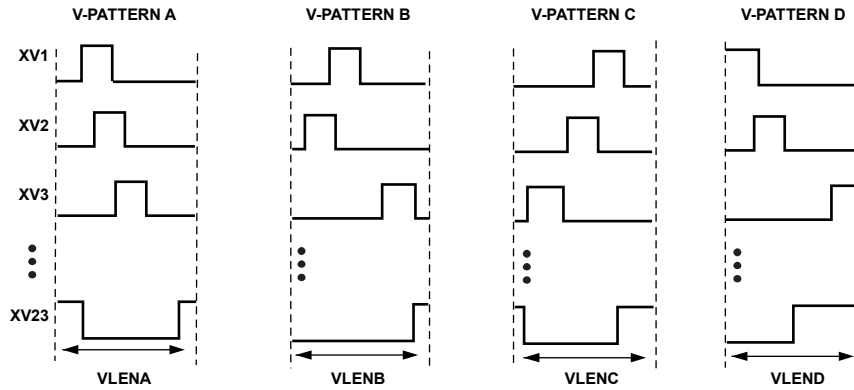 V-PATTERN A V-PATTERN B V-PATTERN C V-PATTERN D
XV1
XV2
XV3
XV23
VLENA VLENB VLENC VLEND